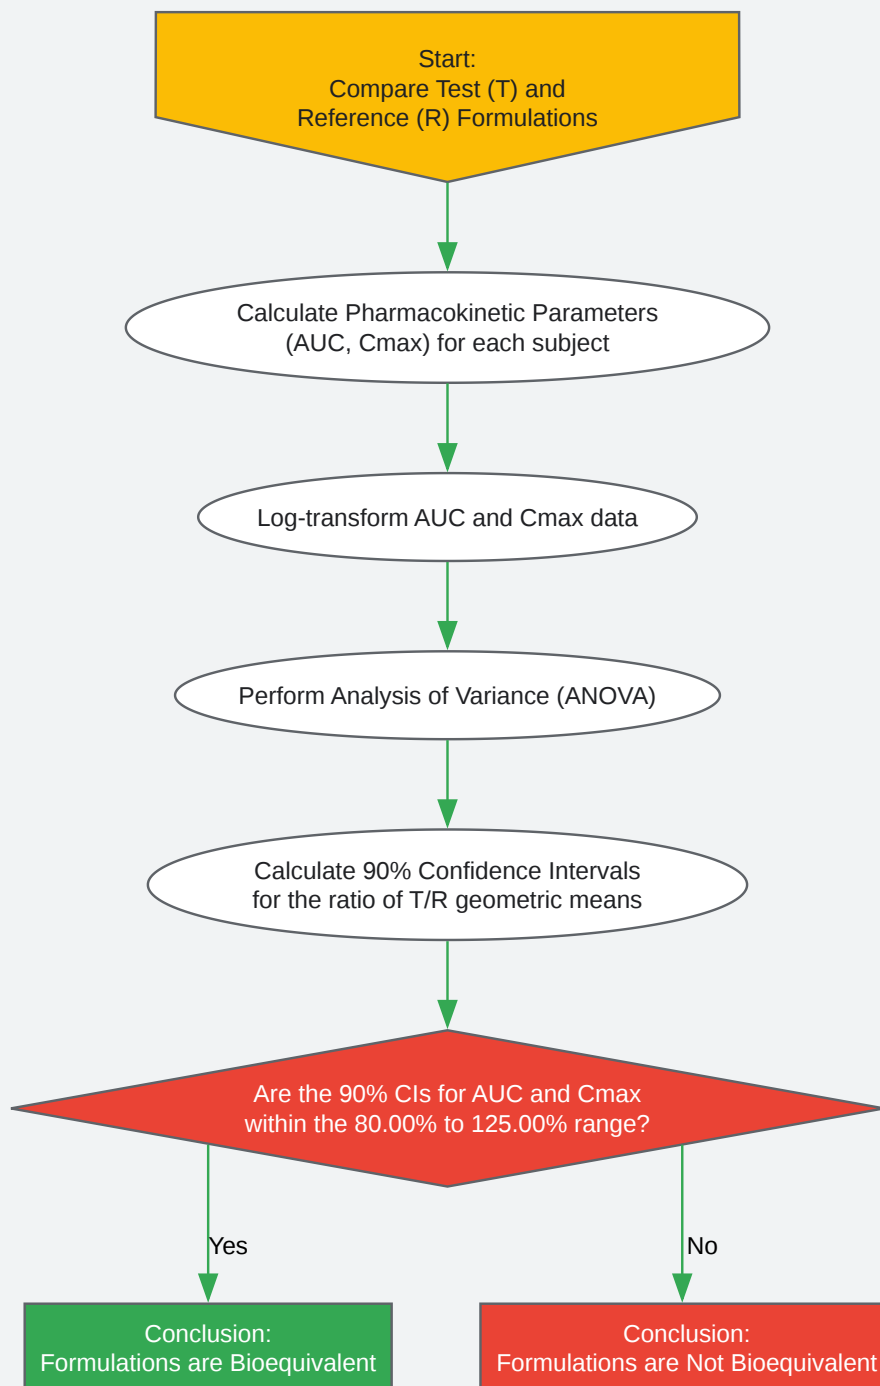 Start:
Compare Test (T) and
Reference (R) Formulations
Calculate Pharmacokinetic Parameters
(AUC, Cmax) for each subject
Log-transform AUC and Cmax data
Perform Analysis of Variance (ANOVA)
Calculate 90% Confidence Intervals
for the ratio of T/R geometric means
Are the 90% CIs for AUC and Cmax
within the 80.00% to 125.00% range?
Yes
No
Conclusion:
Formulations are Bioequivalent
Conclusion:
Formulations are Not Bioequivalent